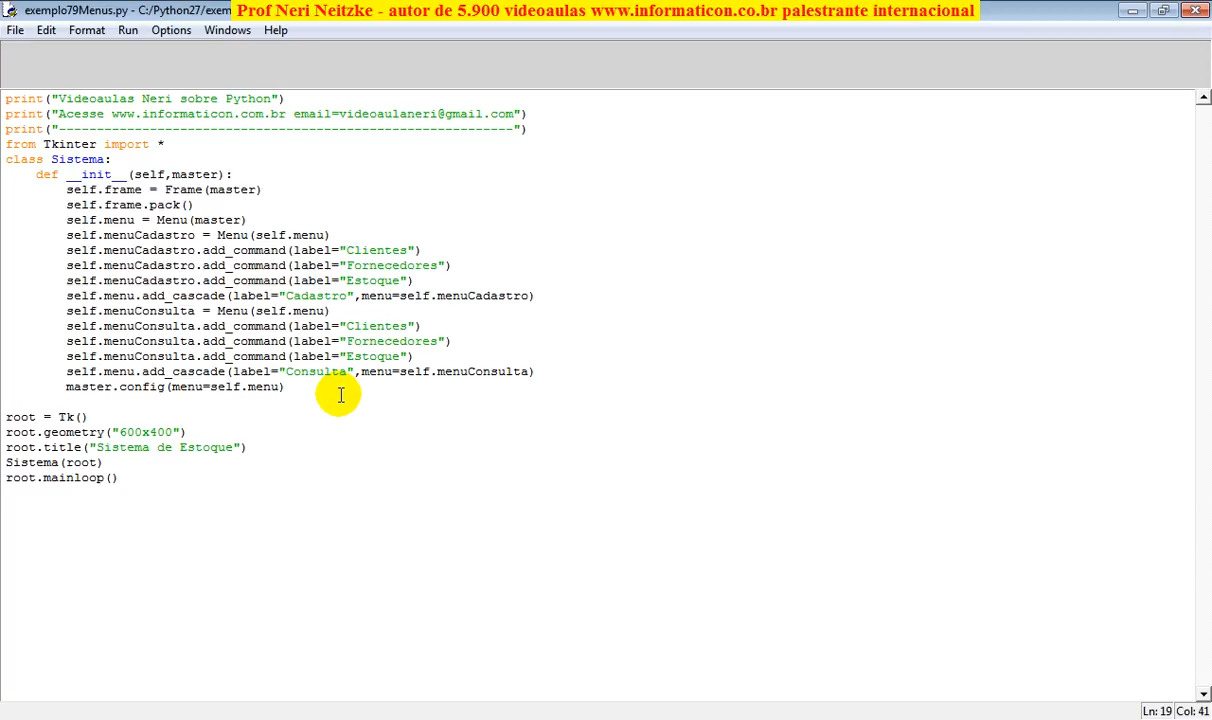 exemplo79Menus.py - C:/Python27/exem
Prof Neri Neitzke - autor de 5.900 videoaulas www.informaticon.co.br palestrante internacional
File Edit Format Run Options Windows Help
print("Videoaulas Neri sobre Python")
print("Acesse www.informaticon.com.br email=videoaulaneri@gmail.com")
print("------------------------------------------------------------")
from Tkinter import *
class Sistema:
    def __init__(self,master):
        self.frame = Frame(master)
        self.frame.pack()
        self.menu = Menu(master)
        self.menuCadastro = Menu(self.menu)
        self.menuCadastro.add_command(label="Clientes")
        self.menuCadastro.add_command(label="Fornecedores")
        self.menuCadastro.add_command(label="Estoque")
        self.menu.add_cascade(label="Cadastro",menu=self.menuCadastro)
        self.menuConsulta = Menu(self.menu)
        self.menuConsulta.add_command(label="Clientes")
        self.menuConsulta.add_command(label="Fornecedores")
        self.menuConsulta.add_command(label="Estoque")
        self.menu.add_cascade(label="Consulta",menu=self.menuConsulta)
        master.config(menu=self.menu)
root = Tk()
root.geometry("600x400")
root.title("Sistema de Estoque")
Sistema(root)
root.mainloop()
Ln: 19 Col: 41